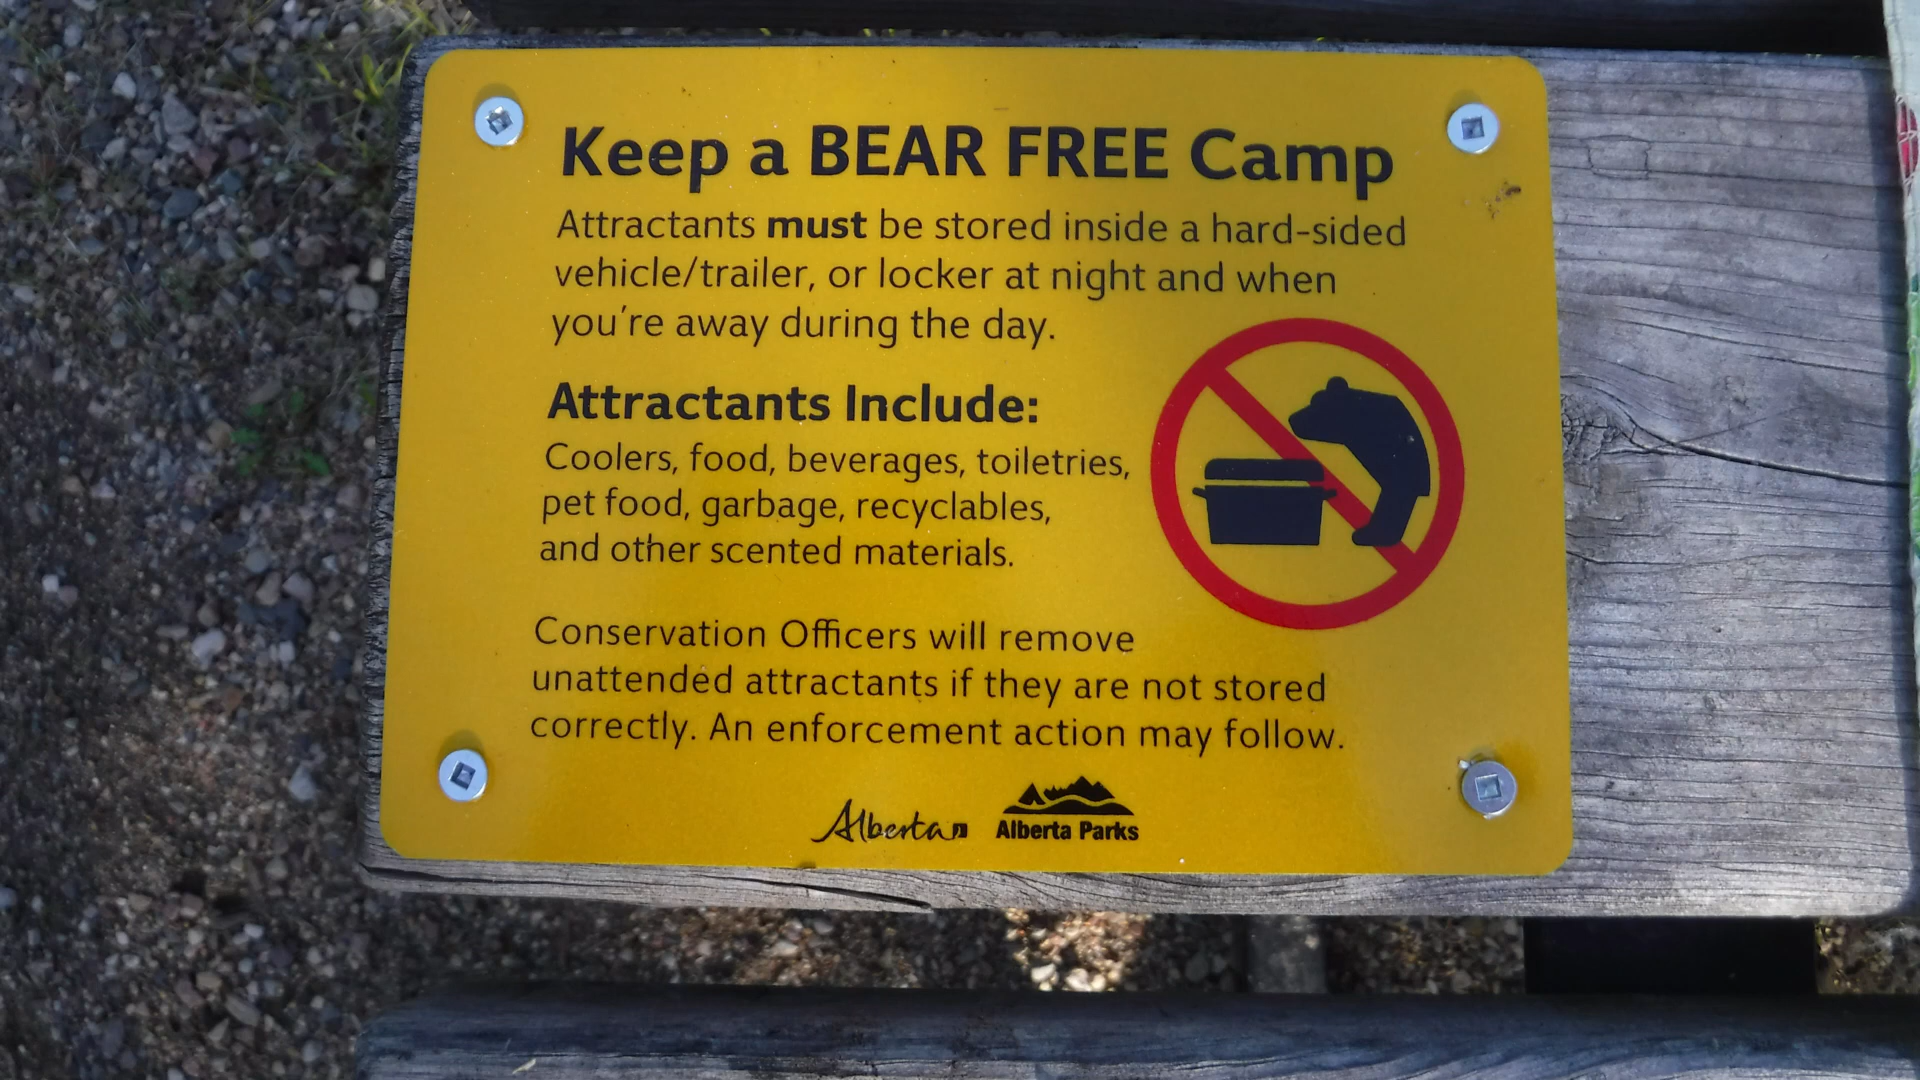 Keep a BEAR FREE Camp
Attractants must be stored inside a hard-sided
vehicle/trailer, or locker at night and when
you're away during the day.
Attractants Include:
Coolers, food, beverages, toiletries,
pet food, garbage, recyclables,
and other scented materials.
Conservation Officers will remove
unattended attractants if they are not stored
correctly. An enforcement action may follow.
Alberta Alberta Parks